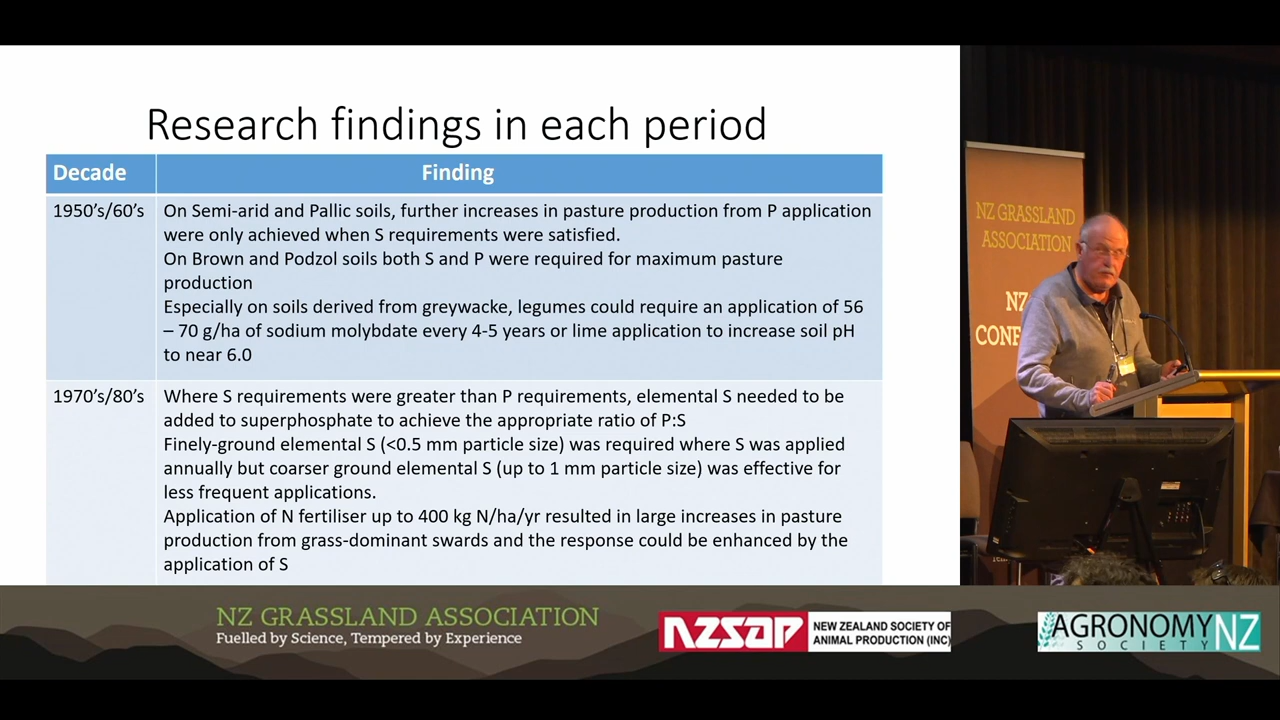 Research findings in each period
Decade
Finding
1950's/60's
On Semi-arid and Pallic soils, further increases in pasture production from P application
were only achieved when S requirements were satisfied.
On Brown and Podzol soils both S and P were required for maximum pasture
production
Especially on soils derived from greywacke, legumes could require an application of 56
– 70 g/ha of sodium molybdate every 4-5 years or lime application to increase soil pH
to near 6.0
1970's/80's
Where S requirements were greater than P requirements, elemental S needed to be
added to superphosphate to achieve the appropriate ratio of P:S
Finely-ground elemental S (<0.5 mm particle size) was required where S was applied
annually but coarser ground elemental S (up to 1 mm particle size) was effective for
less frequent applications.
Application of N fertiliser up to 400 kg N/ha/yr resulted in large increases in pasture
production from grass-dominant swards and the response could be enhanced by the
application of S
NZ GRASSLAND
ASSOCIATION
NZ
CONF
NZ GRASSLAND ASSOCIATION
Fuelled by Science, Tempered by Experience
NZSAP
NEW ZEALAND SOCIETY OF
ANIMAL PRODUCTION (INC)
AGRONOMY NZ
SOCIETY